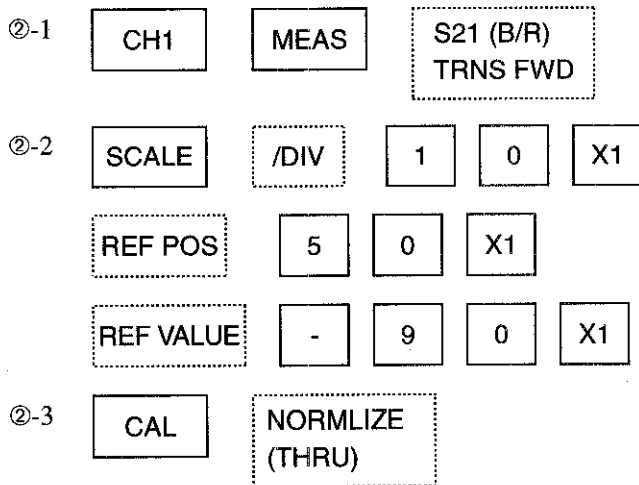 ②-1 CH1 MEAS S21 (B/R)
TRNS FWD
②-2 SCALE /DIV 1 0 X1
REF POS 5 0 X1
REF VALUE - 9 0 X1
②-3 CAL NORMLIZE
(THRU)